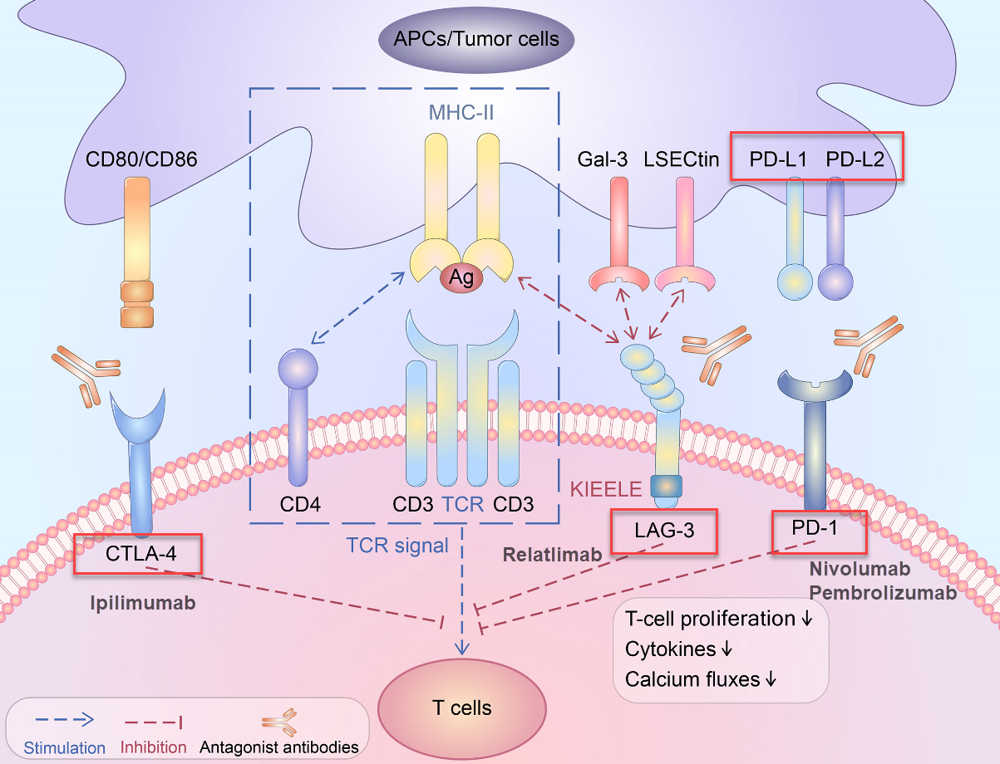 APCs/Tumor cells
MHC-II
CD80/CD86
Gal-3
LSECtin
PD-L1
PD-L2
Ag
KIEELE
CD4
CD3
TCR
CD3
LAG-3
PD-1
CTLA-4
TCR signal
Relatlimab
Nivolumab
Pembrolizumab
Ipilimumab
T-cell proliferation ↓
Cytokines ↓
Calcium fluxes ↓
T cells
Stimulation
Inhibition
Antagonist antibodies